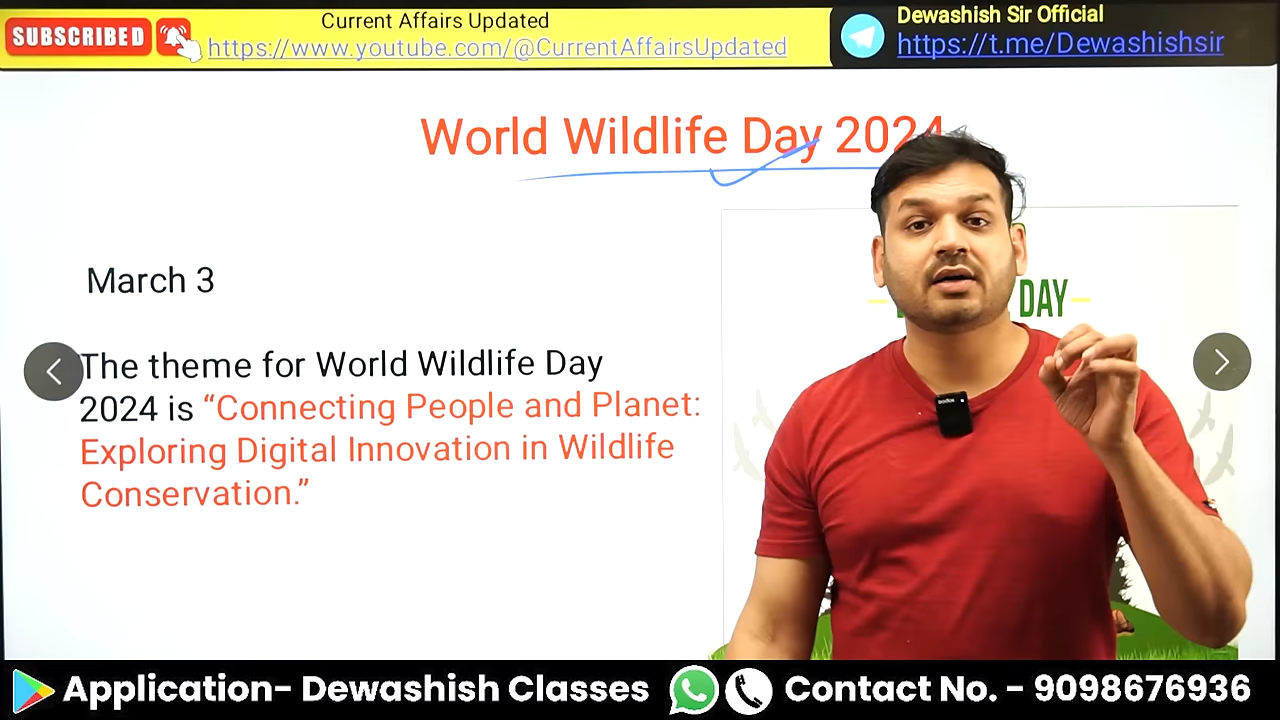 Current Affairs Updated
SUBSCRIBED
https://www.youtube.com/@CurrentAffairsUpdated
Dewashish Sir Official
https://t.me/Dewashishsir
World Wildlife Day 2024
March 3
DAY
The theme for World Wildlife Day
2024 is “Connecting People and Planet:
Exploring Digital Innovation in Wildlife
Conservation.”
Application- Dewashish Classes
Contact No. - 9098676936